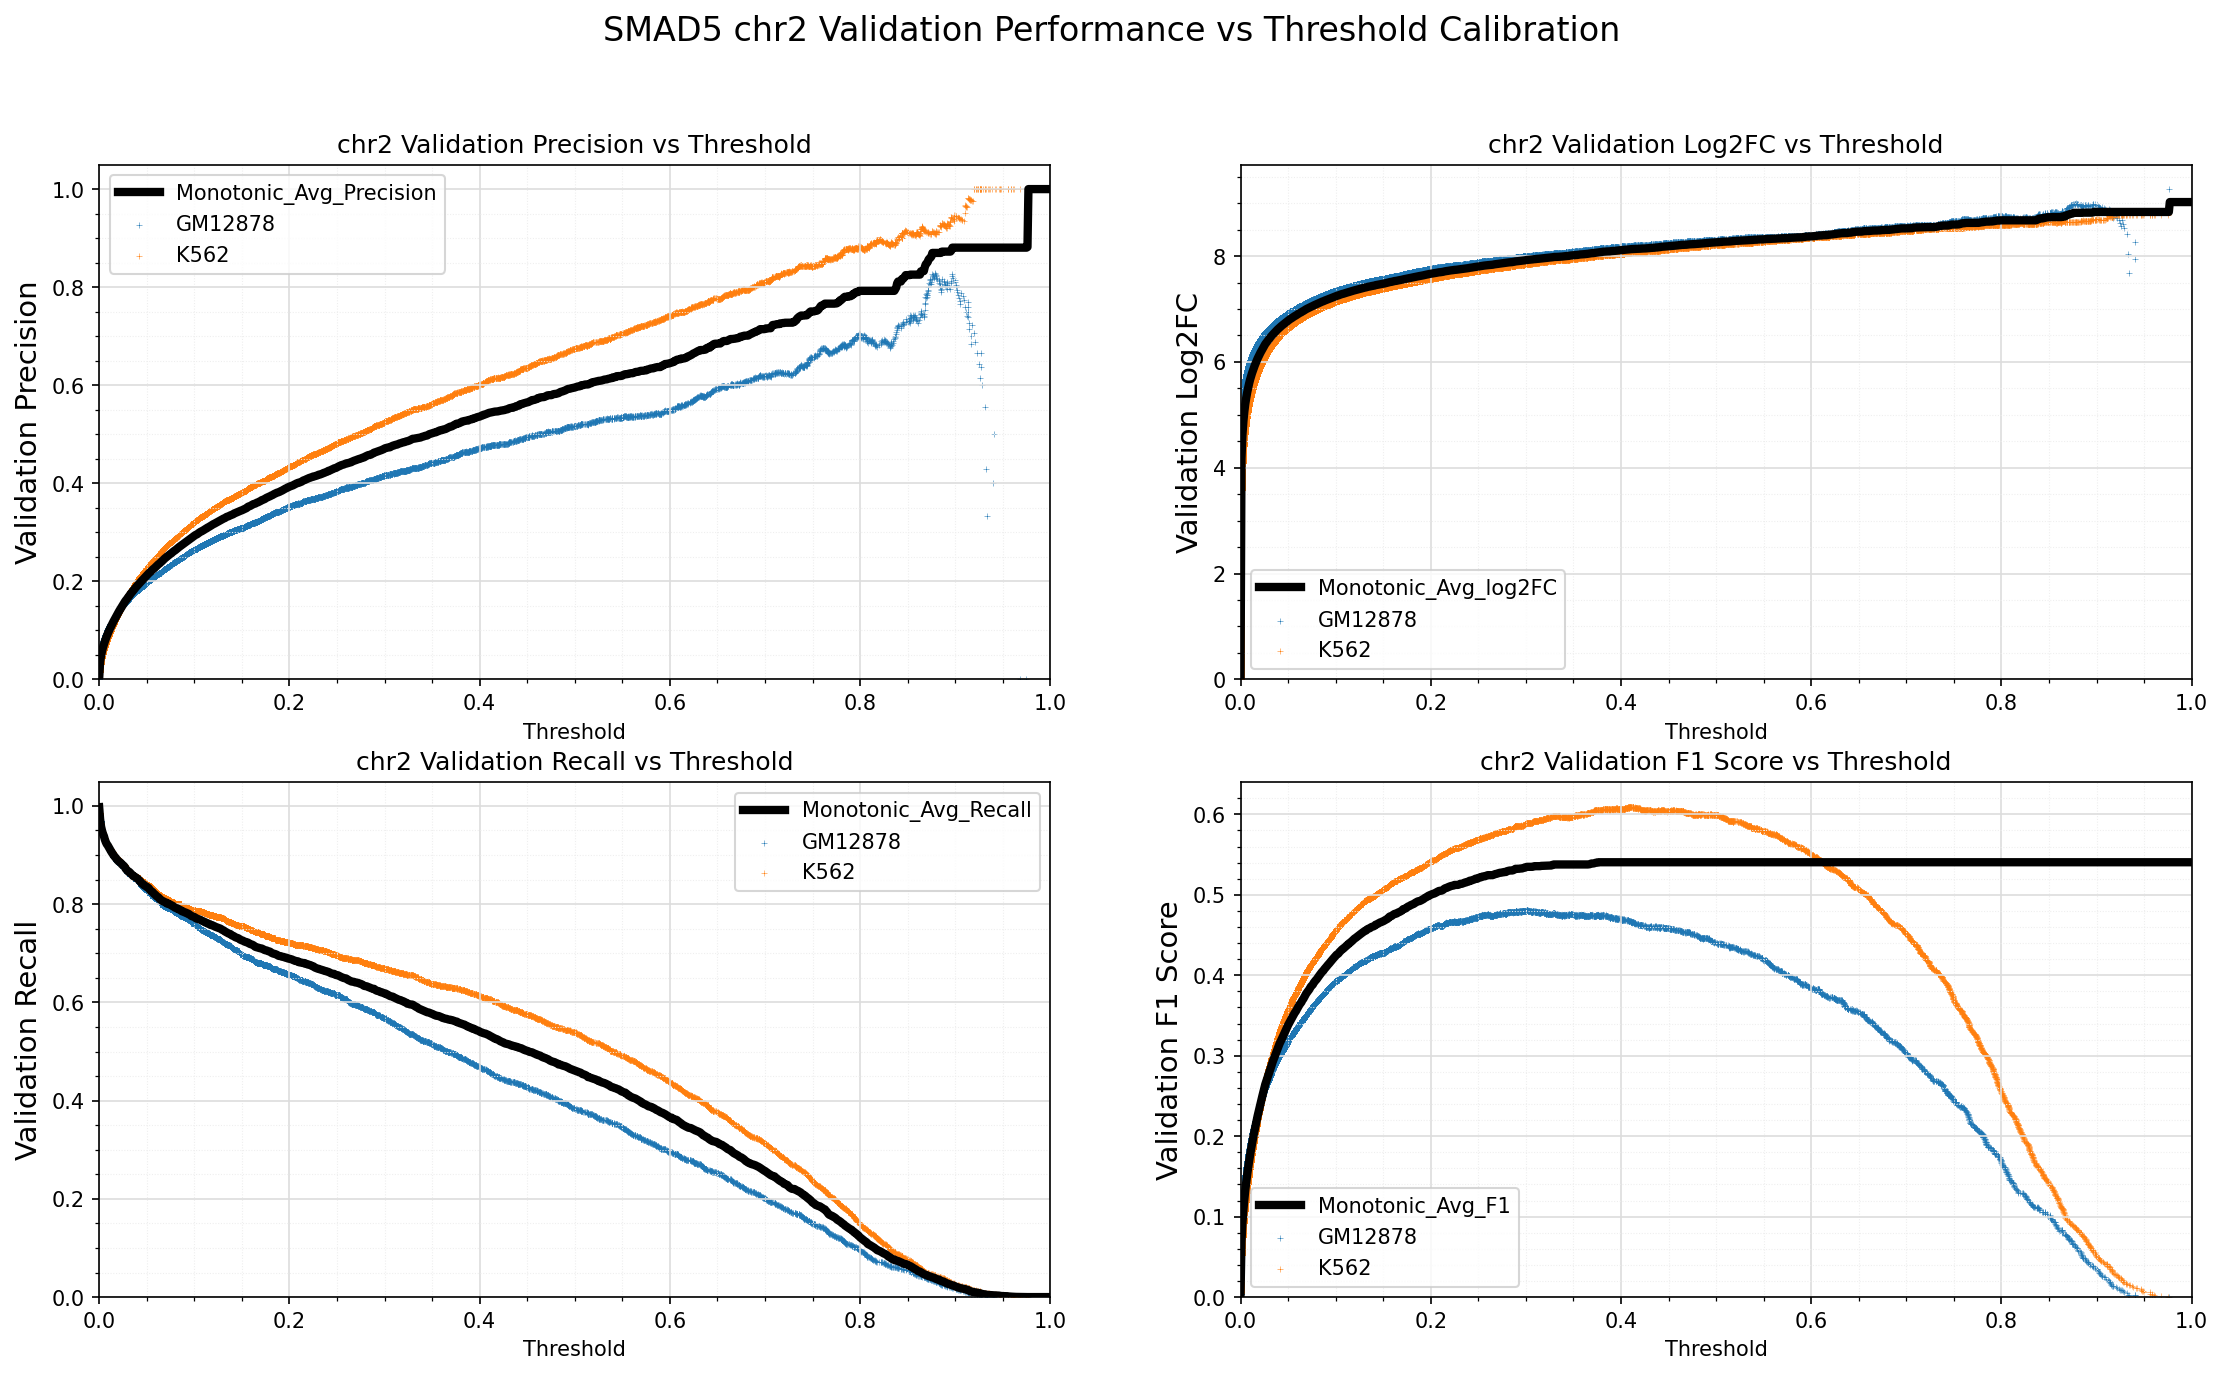 SMAD5 chr2 Validation Performance vs Threshold Calibration
chr2 Validation Precision vs Threshold
Validation Precision
1.0
0.8
0.6
0.4
0.2
0.0
Monotonic_Avg_Precision
GM12878
K562
0.0 0.2 0.4 0.6 0.8 1.0
Threshold
chr2 Validation Log2FC vs Threshold
Validation Log2FC
8
6
4
2
0
Monotonic_Avg_log2FC
GM12878
K562
0.0 0.2 0.4 0.6 0.8 1.0
Threshold
chr2 Validation Recall vs Threshold
Validation Recall
1.0
0.8
0.6
0.4
0.2
0.0
Monotonic_Avg_Recall
GM12878
K562
0.0 0.2 0.4 0.6 0.8 1.0
Threshold
chr2 Validation F1 Score vs Threshold
Validation F1 Score
0.6
0.5
0.4
0.3
0.2
0.1
0.0
Monotonic_Avg_F1
GM12878
K562
0.0 0.2 0.4 0.6 0.8 1.0
Threshold